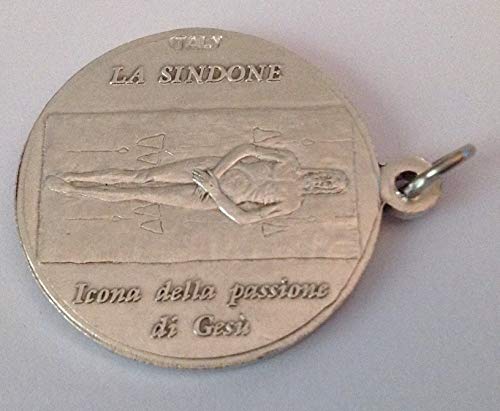 ITALY
LA SINDONE
Icona della passione
di Gesù